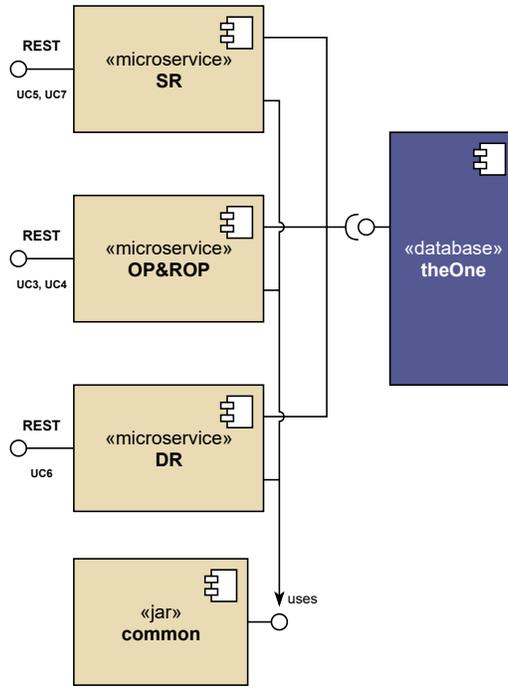 REST
UC5, UC7
«microservice»
SR
REST
UC3, UC4
«microservice»
OP&ROP
«database»
theOne
REST
UC6
«microservice»
DR
«jar»
common
uses